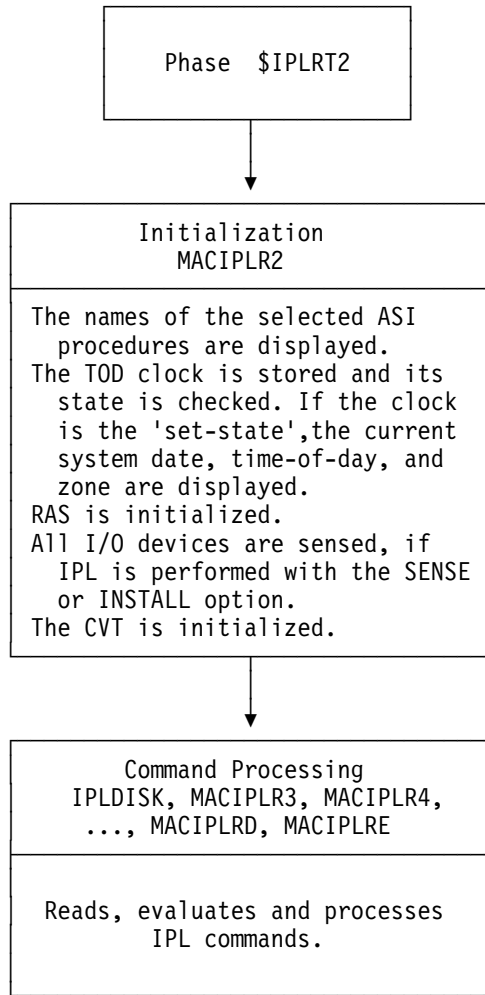 Phase $IPLRT2
Initialization
MACIPLR2
The names of the selected ASI
procedures are displayed.
The TOD clock is stored and its
state is checked. If the clock
is the 'set-state',the current
system date, time-of-day, and
zone are displayed.
RAS is initialized.
All I/O devices are sensed, if
IPL is performed with the SENSE
or INSTALL option.
The CVT is initialized.
Command Processing
IPLDISK, MACIPLR3, MACIPLR4,
..., MACIPLRD, MACIPLRE
Reads, evaluates and processes
IPL commands.